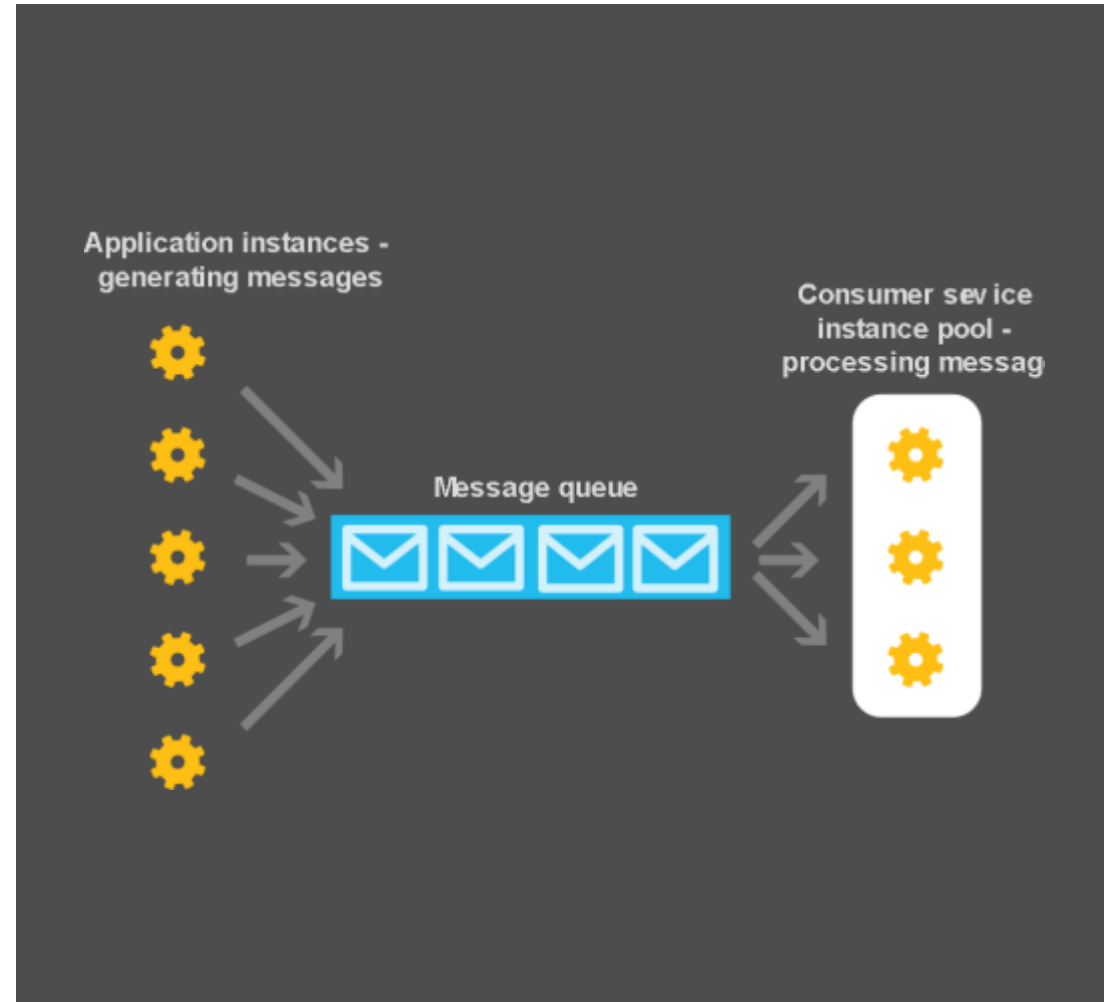 Application instances -
generating messages
Consumer sev ice
instance pool -
processing messag
Message queue